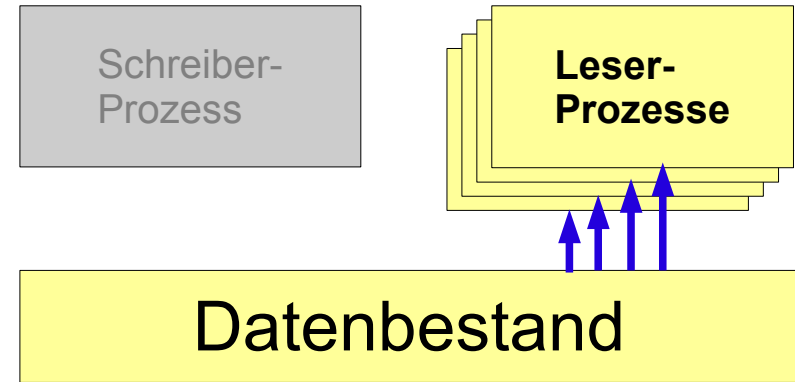 Schreiber-
Prozess
Leser-
Prozesse
Datenbestand